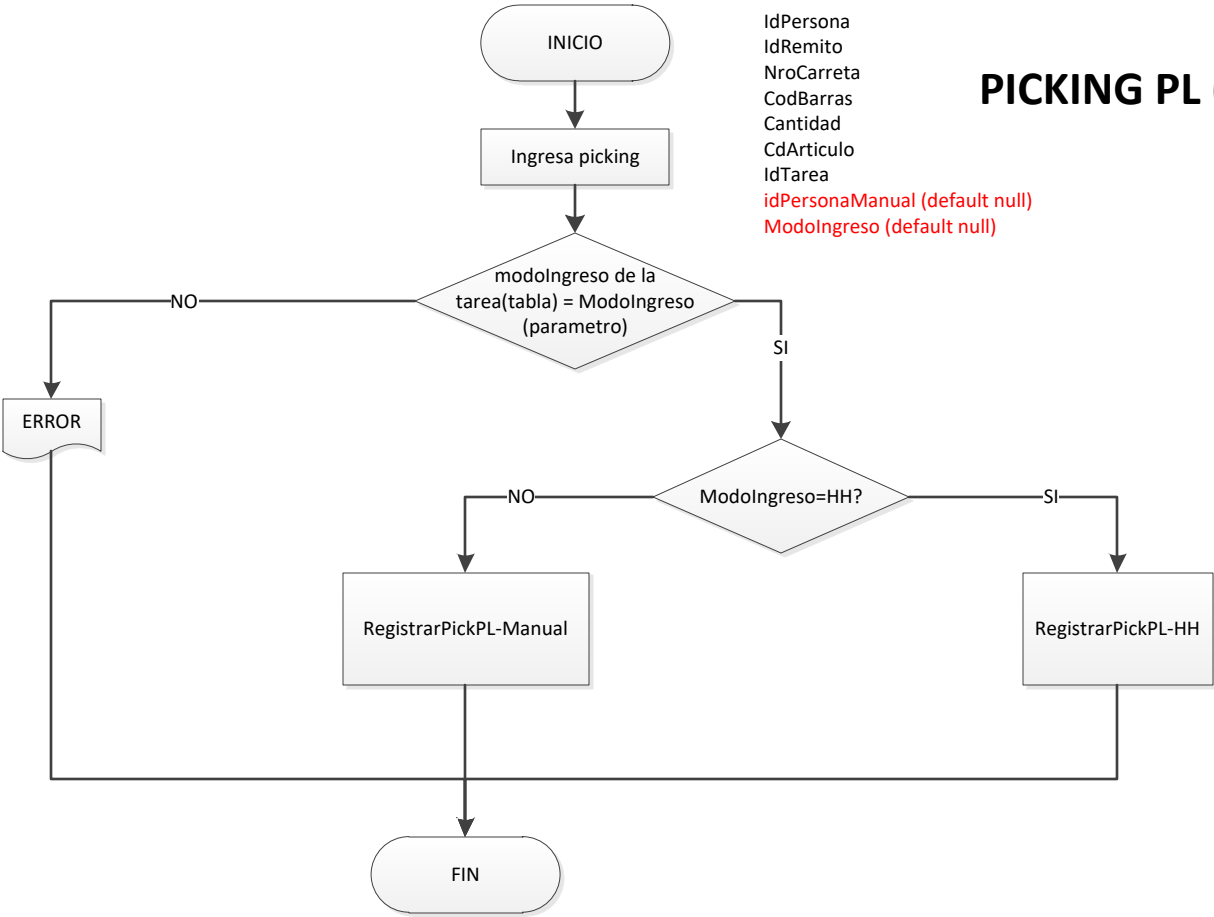 INICIO
IdPersona
IdRemito
NroCarreta
CodBarras
Cantidad
CdArticulo
IdTarea
idPersonaManual (default null)
ModoIngreso (default null)
PICKING PL
Ingresa picking
modoIngreso de la
tarea(tabla) = ModoIngreso
(parametro)
NO
SI
ERROR
ModoIngreso=HH?
NO
SI
RegistrarPickPL-Manual
RegistrarPickPL-HH
FIN